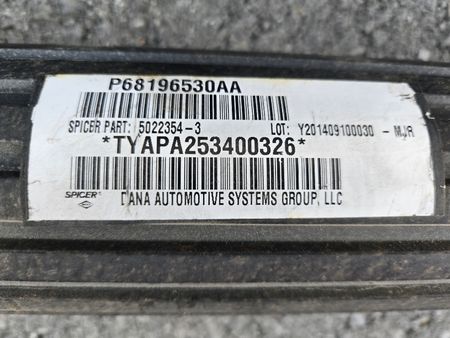 P68196530AA
SPICER PART: 5022354-3 LOT: Y201409100030 - MJR
*TYAPA253400326*
SPICER DANA AUTOMOTIVE SYSTEMS GROUP, LLC